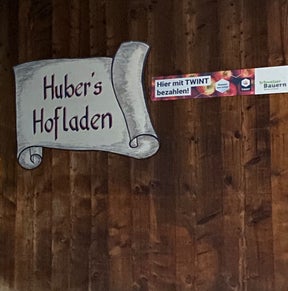 Huber's
Hofladen
Hier mit TWINT
bezahlen!
Schweizer
Bauern